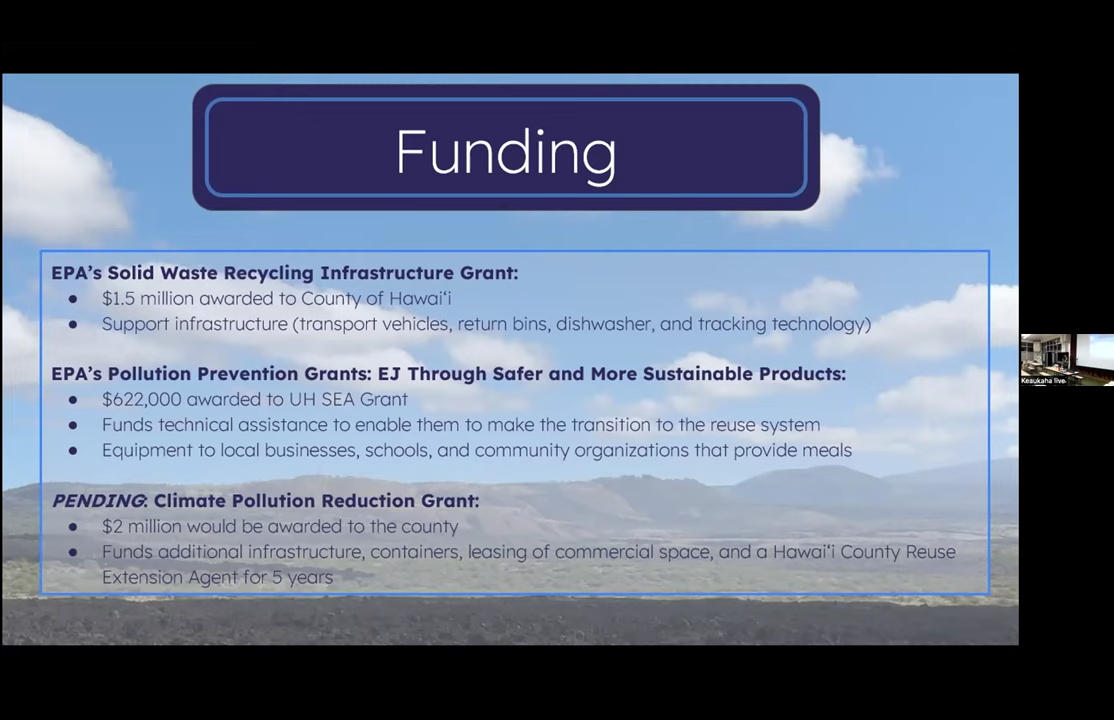 Funding
EPA's Solid Waste Recycling Infrastructure Grant:
● $1.5 million awarded to County of Hawaiʻi
● Support infrastructure (transport vehicles, return bins, dishwasher, and tracking technology)
EPA's Pollution Prevention Grants: EJ Through Safer and More Sustainable Products:
● $622,000 awarded to UH SEA Grant
● Funds technical assistance to enable them to make the transition to the reuse system
● Equipment to local businesses, schools, and community organizations that provide meals
PENDING: Climate Pollution Reduction Grant:
● $2 million would be awarded to the county
● Funds additional infrastructure, containers, leasing of commercial space, and a Hawaiʻi County Reuse
Extension Agent for 5 years
Keaukaha live